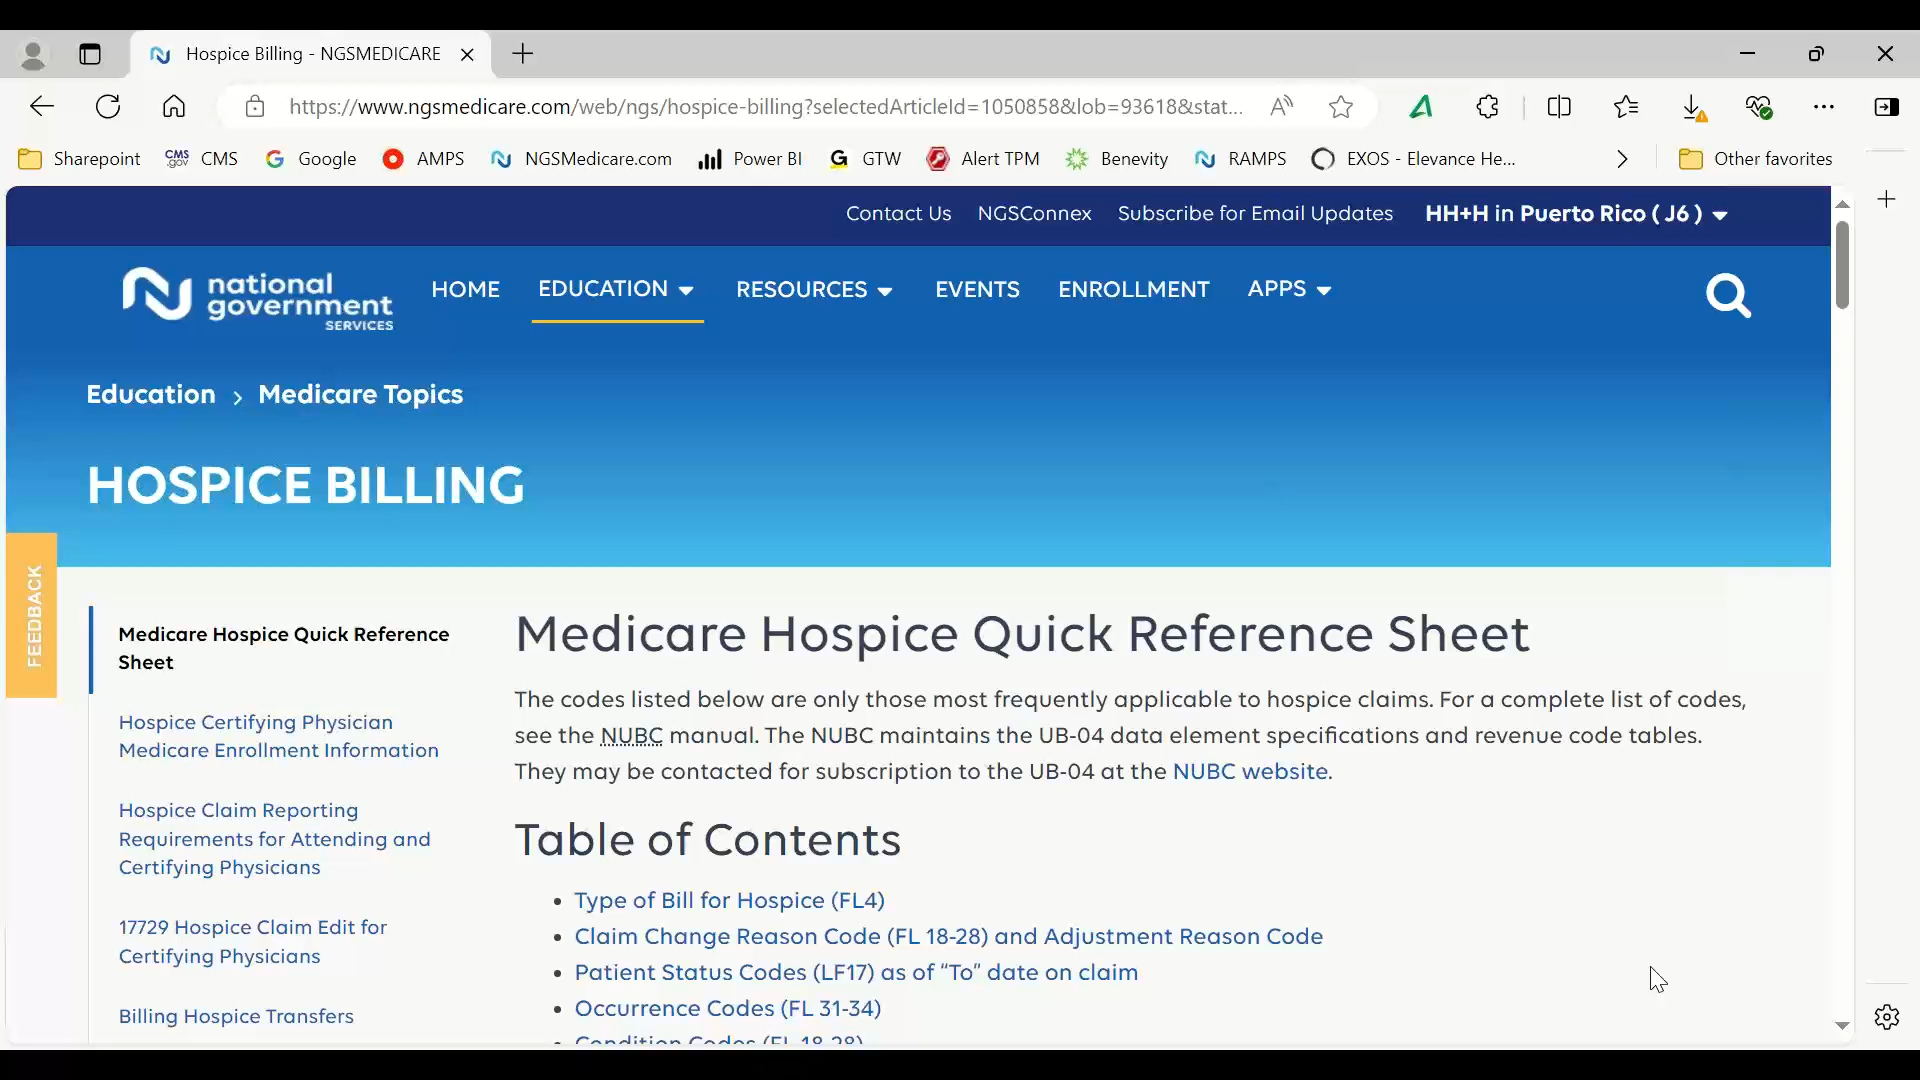 Hospice Billing - NGSMEDICARE
https://www.ngsmedicare.com/web/ngs/hospice-billing?selectedArticleId=1050858&lob=93618&stat...
Sharepoint CMS.gov CMS Google AMPS NGSMedicare.com Power BI GTW Alert TPM Benevity RAMPS EXOS - Elevance He... Other favorites
Contact Us NGSConnex Subscribe for Email Updates HH+H in Puerto Rico ( J6 )
national
government
SERVICES
HOME EDUCATION RESOURCES EVENTS ENROLLMENT APPS
Education > Medicare Topics
HOSPICE BILLING
FEEDBACK
Medicare Hospice Quick Reference
Sheet
Hospice Certifying Physician
Medicare Enrollment Information
Hospice Claim Reporting
Requirements for Attending and
Certifying Physicians
17729 Hospice Claim Edit for
Certifying Physicians
Billing Hospice Transfers
Medicare Hospice Quick Reference Sheet
The codes listed below are only those most frequently applicable to hospice claims. For a complete list of codes,
see the NUBC manual. The NUBC maintains the UB-04 data element specifications and revenue code tables.
They may be contacted for subscription to the UB-04 at the NUBC website.
Table of Contents
• Type of Bill for Hospice (FL4)
• Claim Change Reason Code (FL 18-28) and Adjustment Reason Code
• Patient Status Codes (LF17) as of “To” date on claim
• Occurrence Codes (FL 31-34)
• Condition Codes (FL 18-28)